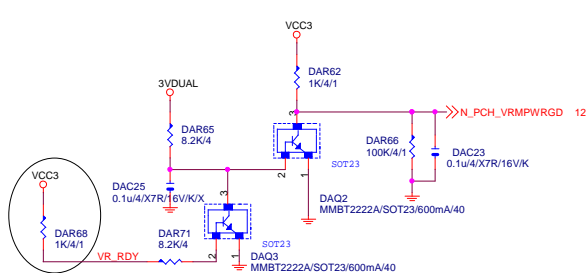 VCC3
DAR62
1K/4/1
3VDUAL
N_PCH_VRMPWRGD 12
3
DAR65
8.2K/4
DAR66
100K/4/1
DAC23
0.1u/4/X7R/16V/K
SOT23
2
1
VCC3
DAC25
0.1u/4/X7R/16V/K/X
3
DAQ2
MMBT2222A/SOT23/600mA/40
DAR68
1K/4/1
DAR71
8.2K/4
SOT23
VR_RDY
2
1
DAQ3
MMBT2222A/SOT23/600mA/40